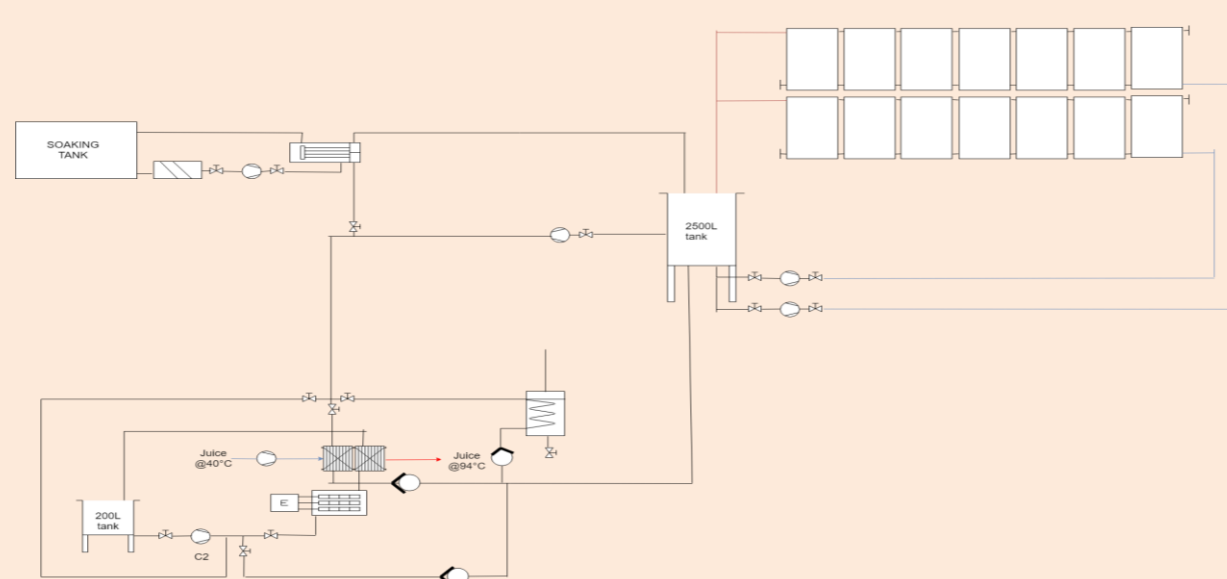 SOAKING
TANK
2500L
tank
Juice
@40°C
Juice
@94°C
E
200L
tank
C2